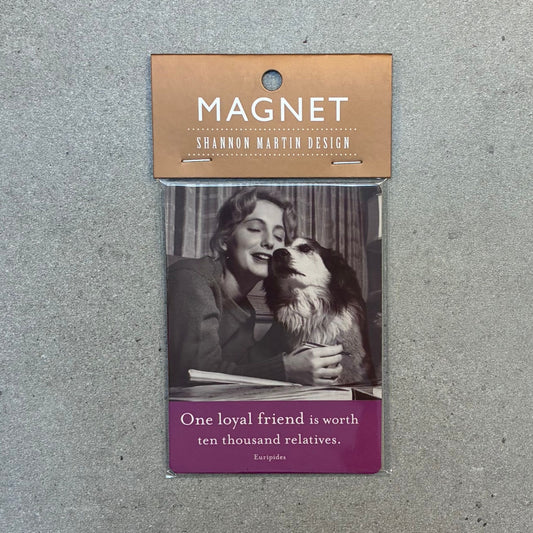 MAGNET
SHANNON MARTIN DESIGN
One loyal friend is worth
ten thousand relatives.
Euripides